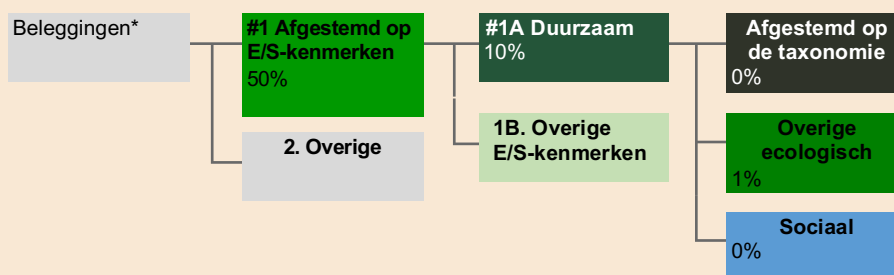 Beleggingen*
#1 Afgestemd op
E/S-kenmerken
50%
2. Overige
#1A Duurzaam
10%
1B. Overige
E/S-kenmerken
Afgestemd op
de taxonomie
0%
Overige
ecologisch
1%
Sociaal
0%